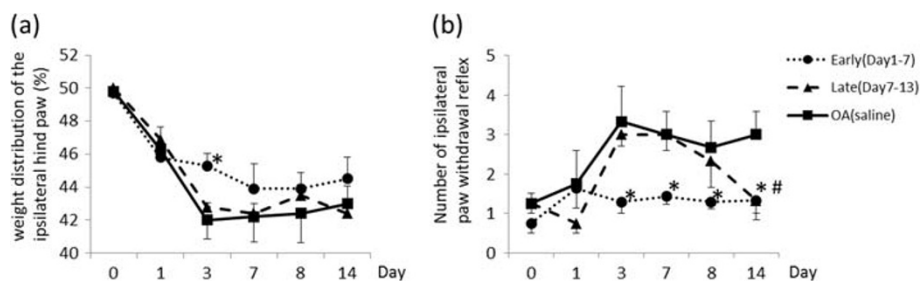 (a)
weight distribution of the
ipsilateral hind paw (%)
52
50
48
46
44
42
40
*
0 1 3 7 8 14 Day
(b)
Number of ipsilateral
paw withdrawal reflex
5
4
3
2
1
0
* * * * #
0 1 3 7 8 14 Day
Early(Day1-7)
Late(Day7-13)
OA(saline)